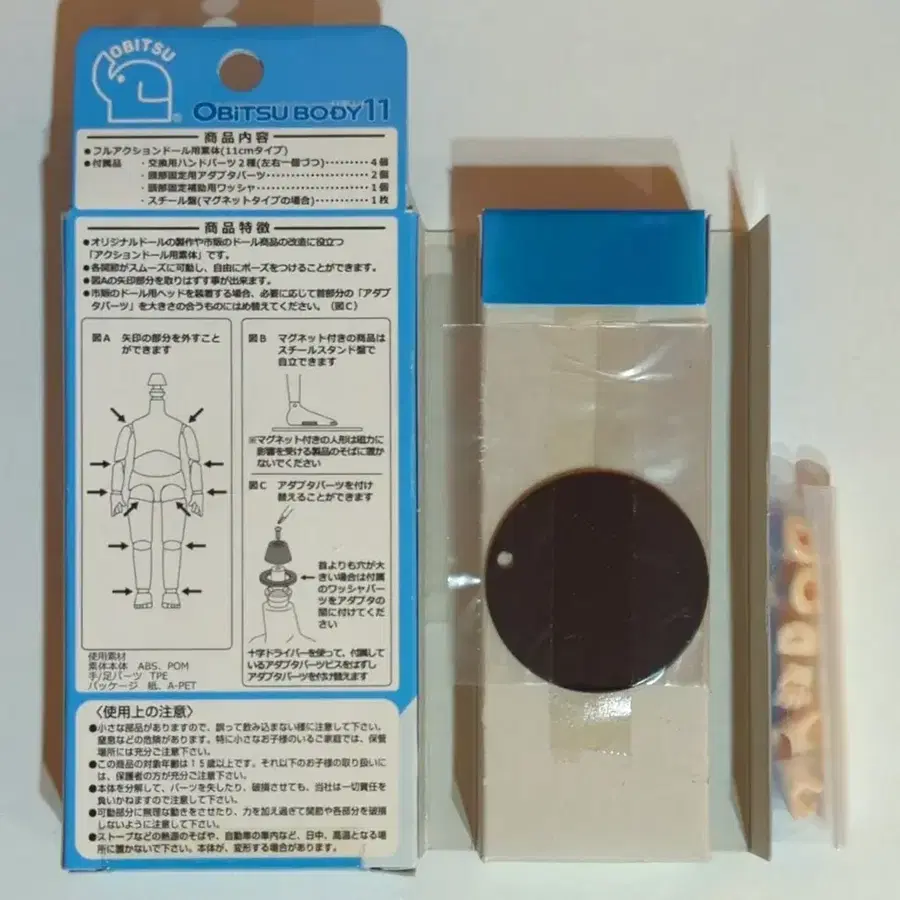 OBITSU
®
OBITSU BODY 11
商品内容
●フルアクションドール用素体(11cmタイプ)
●付属品 ・交換用ハンドパーツ2種(左右一個づつ)・・・・・・・・・4個
・頭部固定用アダプタパーツ・・・・・・・・・・・・・・2個
・頭部固定補助用ワッシャ・・・・・・・・・・・・・・・1個
・スチール盤(マグネットタイプの場合)・・・・・・・・・1枚
商品特徴
●オリジナルドールの製作や市販のドール商品の改造に役立つ
「アクションドール用素体」です。
●各関節がスムーズに可動し、自由にポーズをつけることができます。
●図Aの矢印部分を取りはずす事が出来ます。
●市販のドール用ヘッドを装着する場合、必要に応じて首部分の「アダプ
タパーツ」を大きさの合うものにはめ替えてください。(図C)
図A 矢印の部分を外すこと
ができます
図B マグネット付きの商品は
スチールスタンド盤で
自立できます
※マグネット付きの人形は磁力に
影響を受ける製品のそばに置か
ないでください
図C アダプタパーツを付け
替えることができます
首よりも穴が大
きい場合は付属
のワッシャパー
ツをアダプタの
間に付けてくだ
さい
十字ドライバーを使って、付属して
いるアダプタパーツビスをはずし
アダプタパーツを付け替えます
使用素材
素体本体 ABS、POM
手/足パーツ TPE
パッケージ 紙、A-PET
〈使用上の注意〉
●小さな部品がありますので、誤って飲み込まない様に注意して下さい。
窒息などの危険があります。特に小さなお子様のいるご家庭では、保管
場所には充分ご注意下さい。
●この商品の対象年齢は15歳以上です。それ以下のお子様の取り扱いに
は、保護者の方が充分ご注意下さい。
●本体を分解して、パーツを失したり、破損させても、当社は一切責任を
負いかねますので注意して下さい。
●可動部分に無理な動きをさせたり、力を加え過ぎて関節や各部分を破損
しないように注意して下さい。
●ストーブなどの熱源のそばや、自動車の車内など、日中、高温となる場
所に置かないで下さい。本体が、変形する場合があります。